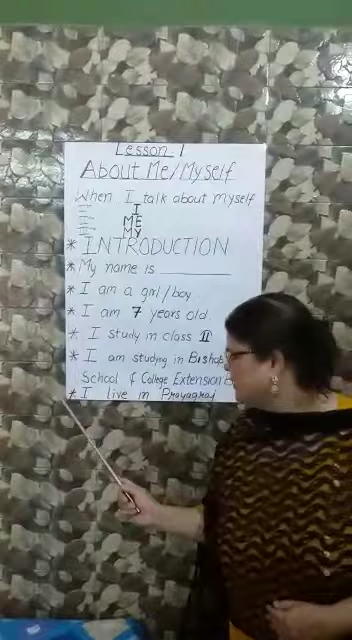 Lesson 1
About Me/Myself
When I talk about myself
I
ME
MY
* INTRODUCTION
* My name is ________
* I am a girl/boy
* I am 7 years old.
* I study in class II
* I am studying in Bishop
School & College Extension B
* I live in Prayagraj